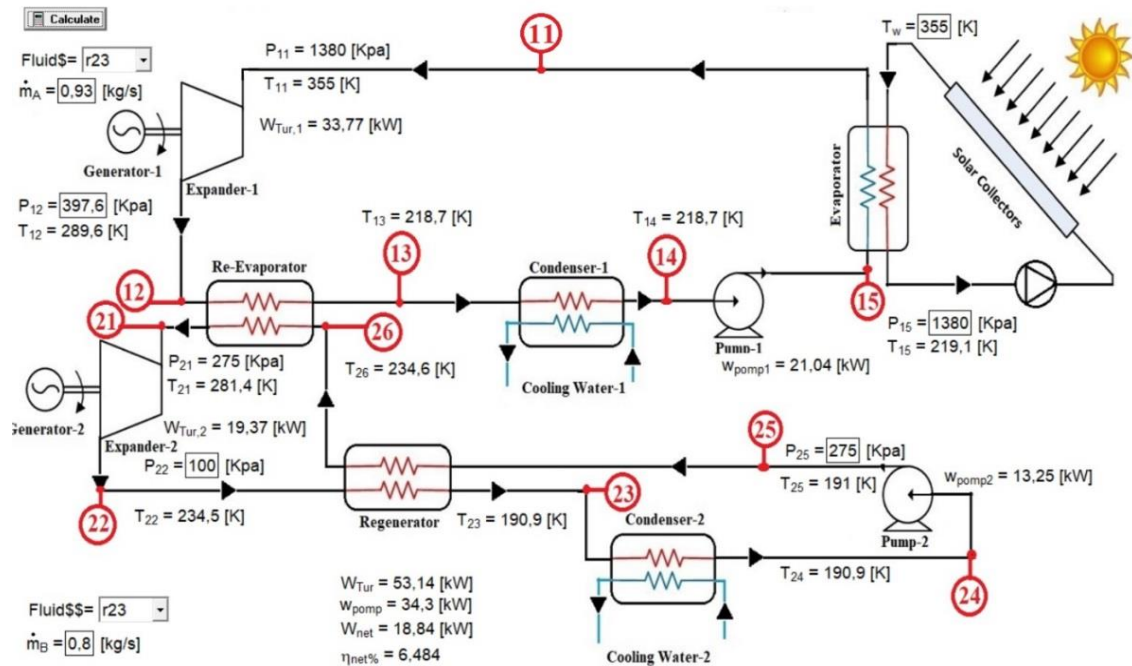 Calculate
Fluid$= r23
ṁA = 0,93 [kg/s]
P11 = 1380 [Kpa]
T11 = 355 [K]
11
Tw = 355 [K]
WTur,1 = 33,77 [kW]
Generator-1
Expander-1
Evaporator
Solar Collectors
P12 = 397,6 [Kpa]
T12 = 289,6 [K]
T13 = 218,7 [K]
T14 = 218,7 [K]
13
14
Re-Evaporator
Condenser-1
12
15
21
26
P15 = 1380 [Kpa]
T15 = 219,1 [K]
Pumn-1
wpomp1 = 21,04 [kW]
Cooling Water-1
P21 = 275 [Kpa]
T21 = 281,4 [K]
T26 = 234,6 [K]
Generator-2
WTur,2 = 19,37 [kW]
Expander-2
25
P25 = 275 [Kpa]
T25 = 191 [K]
wpomp2 = 13,25 [kW]
P22 = 100 [Kpa]
22
T22 = 234,5 [K]
Regenerator
T23 = 190,9 [K]
23
Condenser-2
Pump-2
T24 = 190,9 [K]
24
WTur = 53,14 [kW]
wpomp = 34,3 [kW]
Wnet = 18,84 [kW]
ηnet% = 6,484
Cooling Water-2
Fluid$$= r23
ṁB = 0,8 [kg/s]